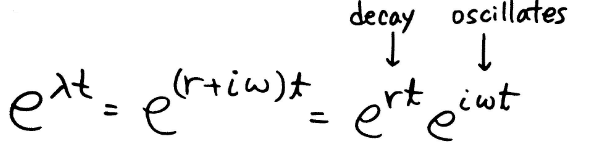 decay oscillates
↓ ↓
e^{λt} = e^{(r+iω)t} = e^{rt} e^{iωt}